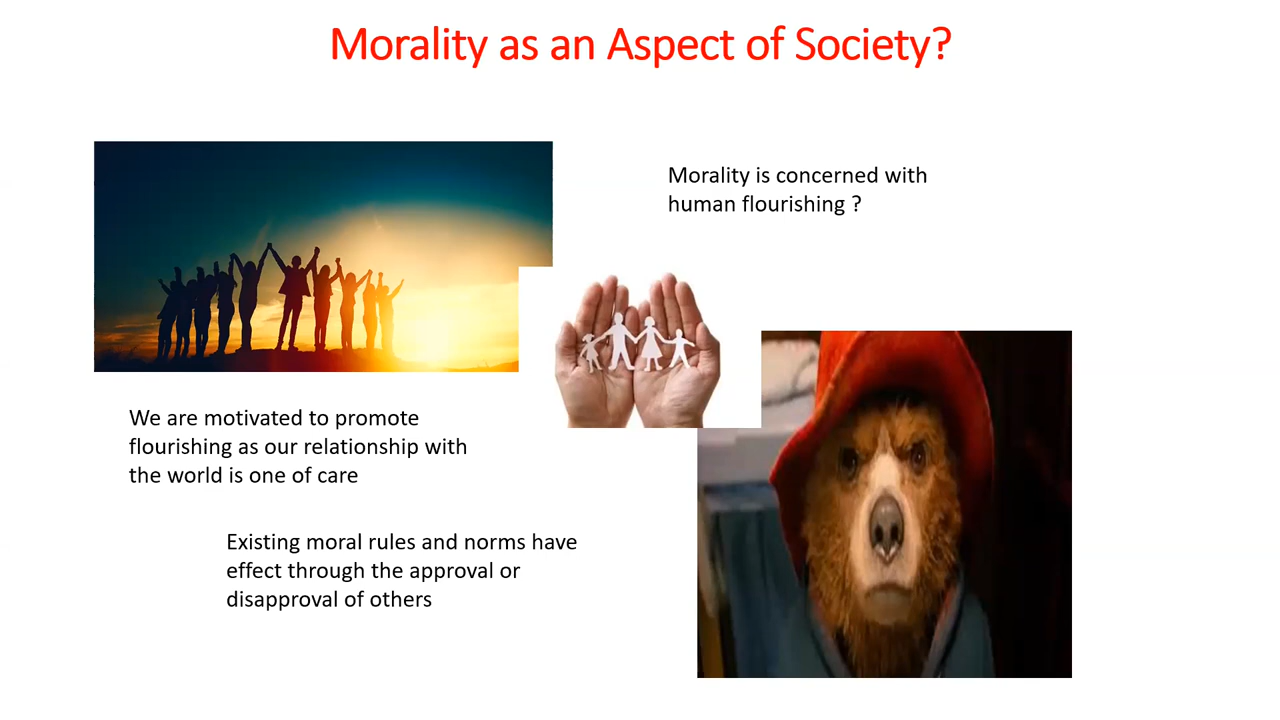 Morality as an Aspect of Society?
Morality is concerned with
human flourishing ?
We are motivated to promote
flourishing as our relationship with
the world is one of care
Existing moral rules and norms have
effect through the approval or
disapproval of others